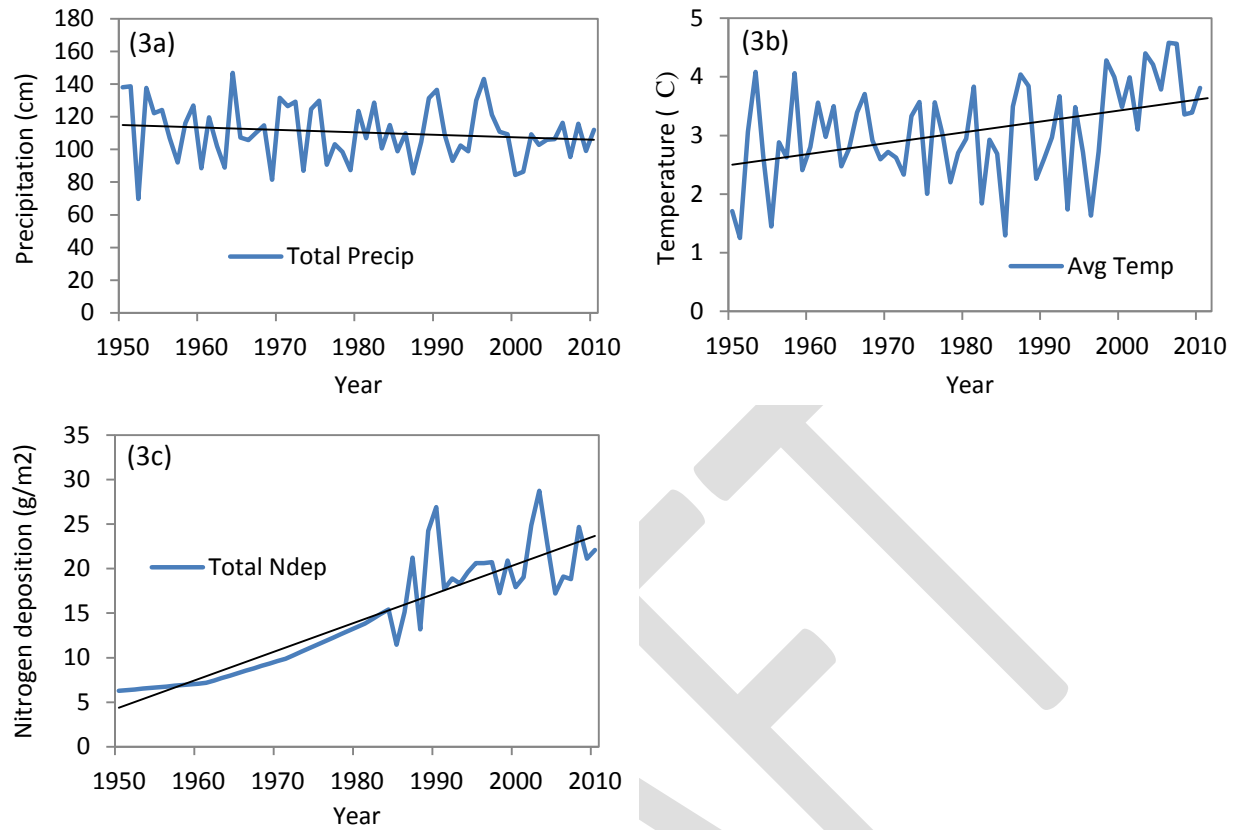 (3a)
Precipitation (cm)
180
160
140
120
100
80
60
40
20
0
Total Precip
1950 1960 1970 1980 1990 2000 2010
Year
(3b)
Temperature ( C)
5
4
3
2
1
0
Avg Temp
1950 1960 1970 1980 1990 2000 2010
Year
(3c)
Nitrogen deposition (g/m2)
35
30
25
20
15
10
5
0
Total Ndep
1950 1960 1970 1980 1990 2000 2010
Year